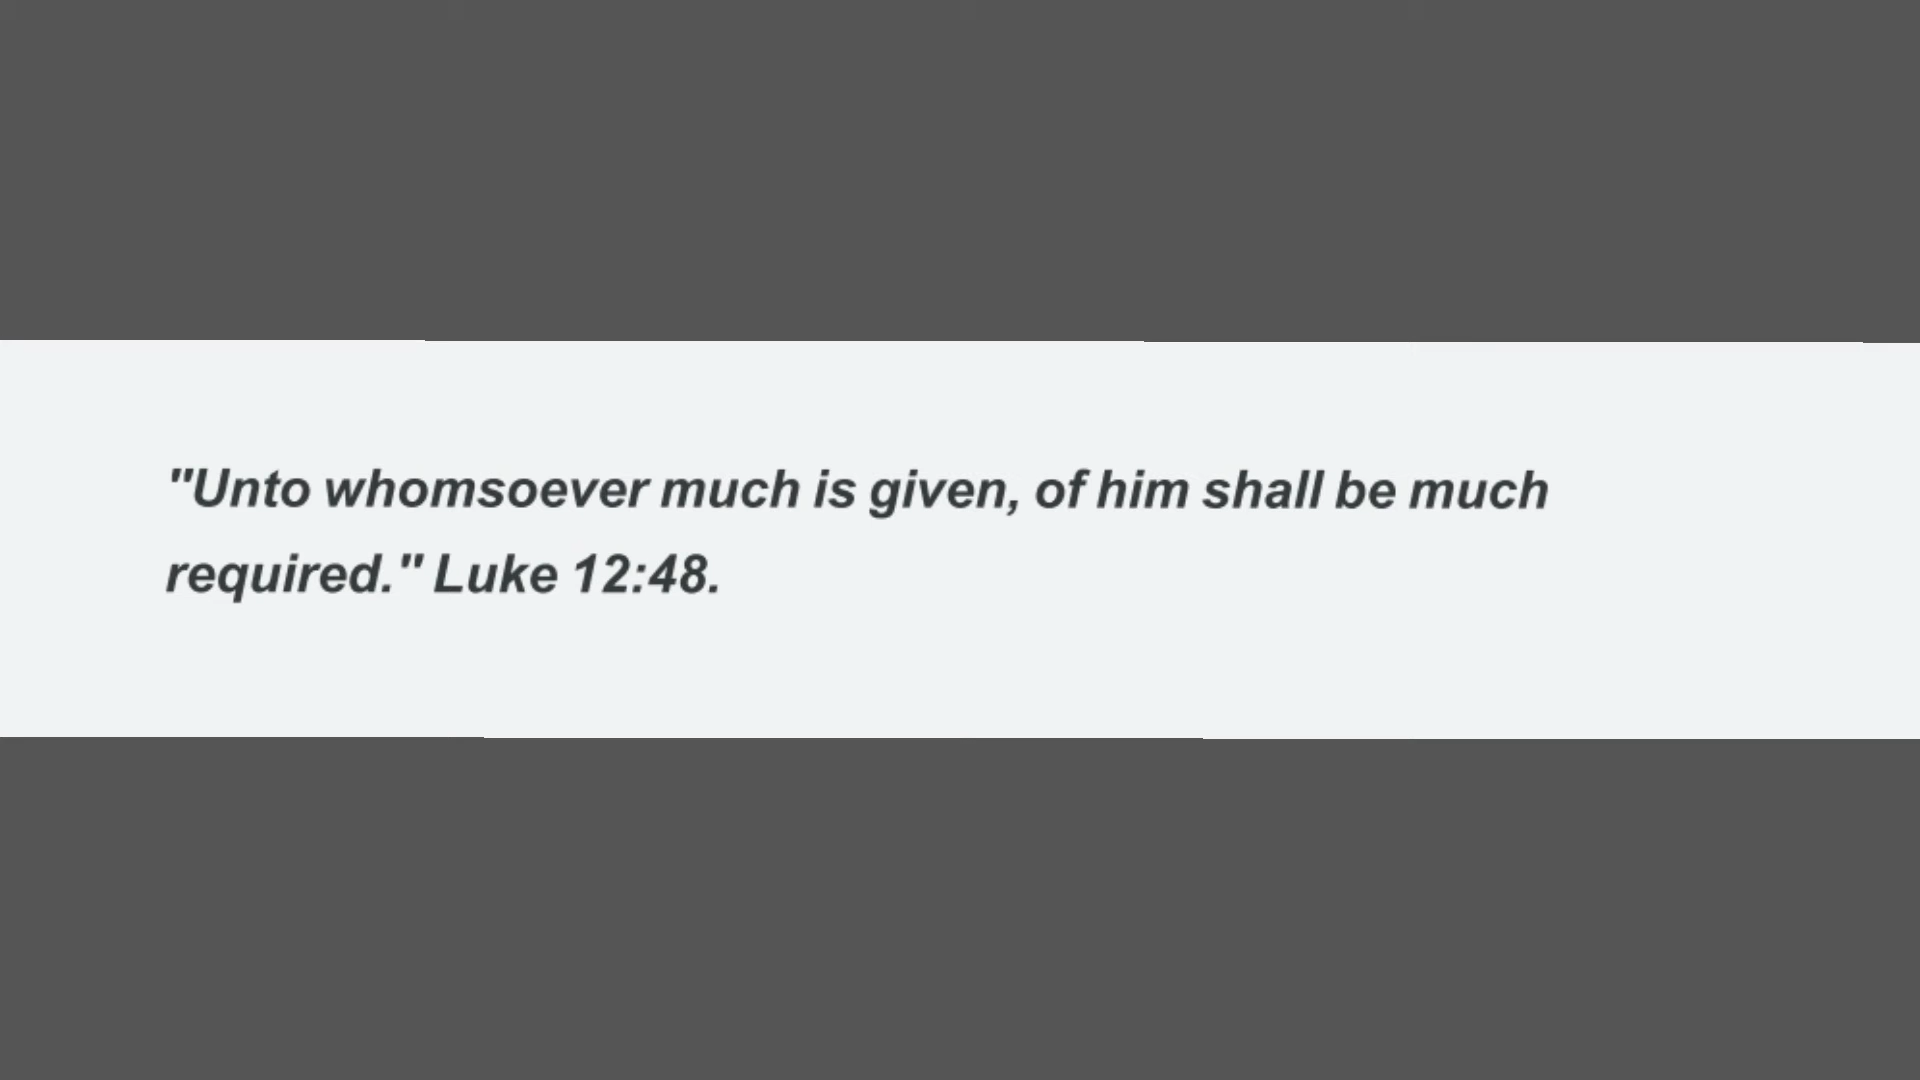 "Unto whomsoever much is given, of him shall be much
required." Luke 12:48.